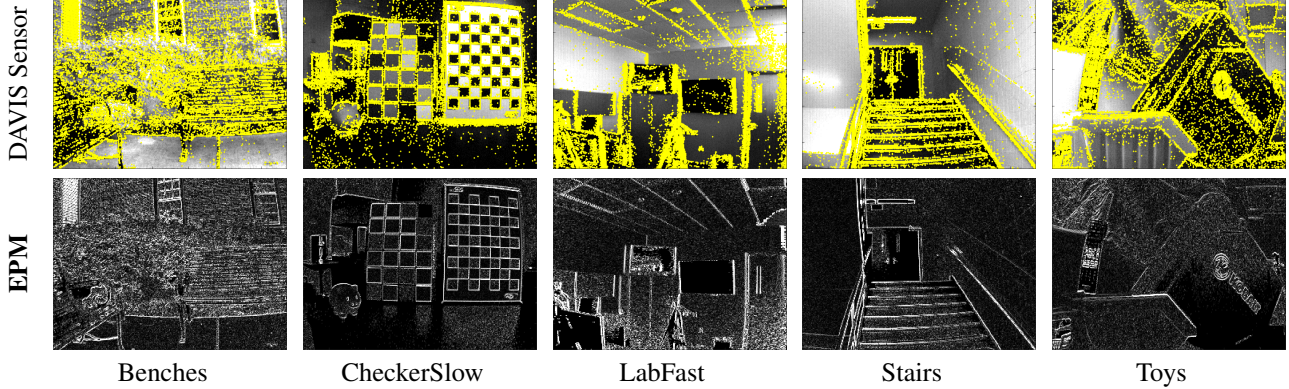 DAVIS Sensor
EPM
Benches
CheckerSlow
LabFast
Stairs
Toys